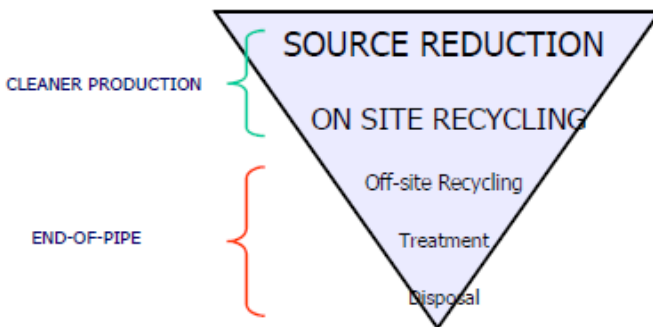 SOURCE REDUCTION
CLEANER PRODUCTION
ON SITE RECYCLING
Off-site Recycling
END-OF-PIPE
Treatment
Disposal